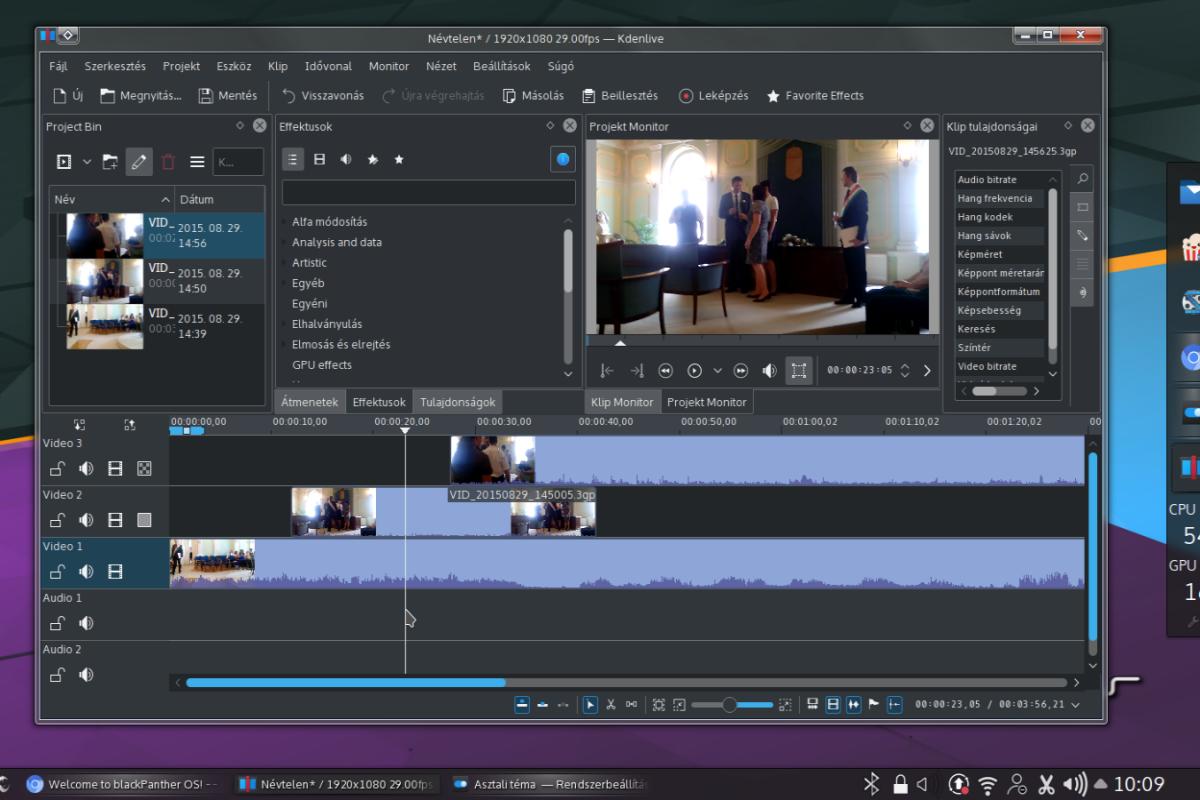 Névtelen* / 1920x1080 29.00fps — Kdenlive
Fájl Szerkesztés Projekt Eszköz Klip Idővonal Monitor Nézet Beállítások Súgó
Új Megnyitás... Mentés Visszavonás Újra végrehajtás Másolás Beillesztés Leképzés Favorite Effects
Project Bin
K...
Név Dátum
VID_ 2015. 08. 29.
14:56
VID_ 2015. 08. 29.
14:50
VID_ 2015. 08. 29.
14:39
Effektusok
Alfa módosítás
Analysis and data
Artistic
Egyéb
Egyéni
Elhalványulás
Elmosás és elrejtés
GPU effects
Átmenetek Effektusok Tulajdonságok
Projekt Monitor
00:00:23:05
Klip Monitor Projekt Monitor
Klip tulajdonságai
VID_20150829_145625.3gp
Audio bitrate
Hang frekvencia
Hang kodek
Hang sávok
Képméret
Képpont méretarán
Képpontformátum
Képsebesség
Keresés
Színtér
Video bitrate
00:00:00,00 00:00:10,00 00:00:20,00 00:00:30,00 00:00:40,00 00:00:50,00 00:01:00,02 00:01:10,02 00:01:20,02 00
Video 3
Video 2
VID_20150829_145005.3gp
Video 1
Audio 1
Audio 2
00:00:23,05 / 00:03:56,21
CPU
54
GPU
Welcome to blackPanther OS! -- Névtelen* / 1920x1080 29.00fps Asztali téma — Rendszerbeállítás 10:09